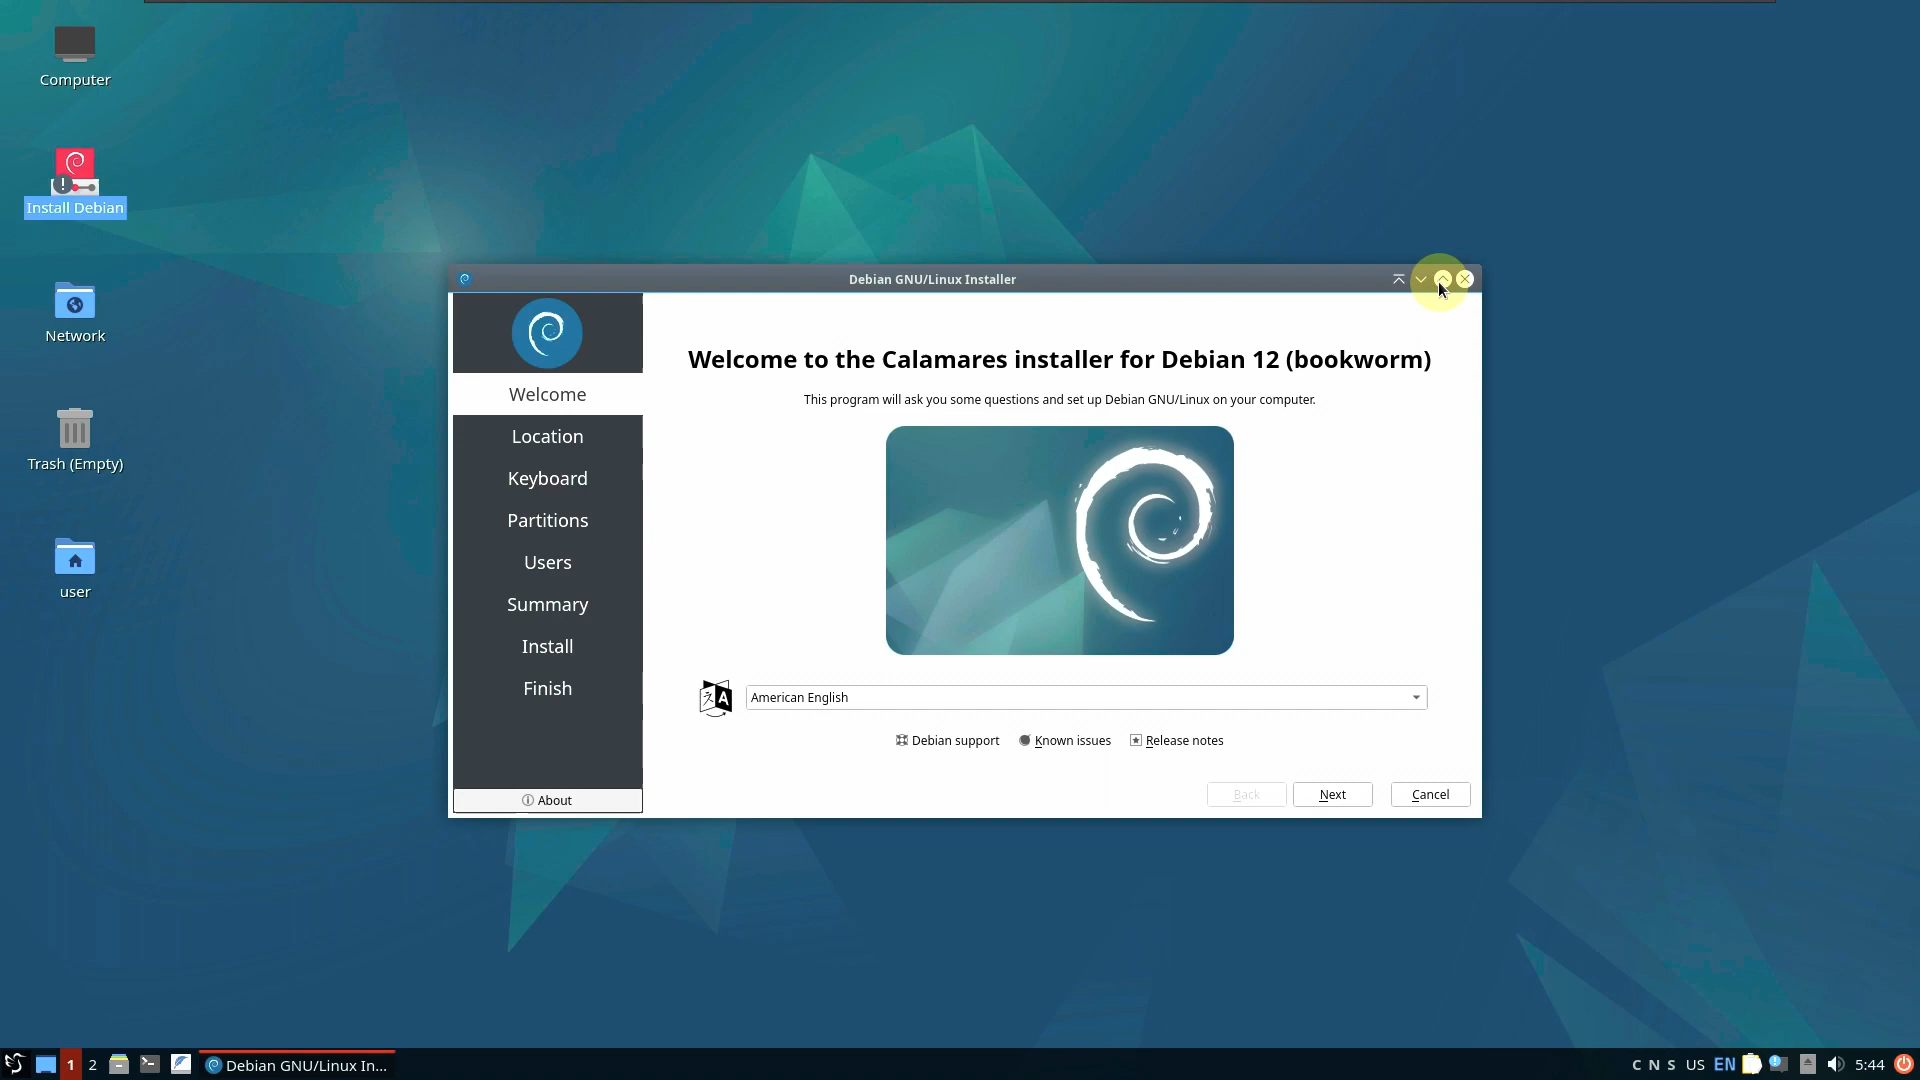 Computer
Install Debian
Network
Trash (Empty)
user
Debian GNU/Linux Installer
Welcome
Location
Keyboard
Partitions
Users
Summary
Install
Finish
About
Welcome to the Calamares installer for Debian 12 (bookworm)
This program will ask you some questions and set up Debian GNU/Linux on your computer.
American English
Debian support Known issues Release notes
Back Next Cancel
1 2 Debian GNU/Linux In... C N S US EN 5:44